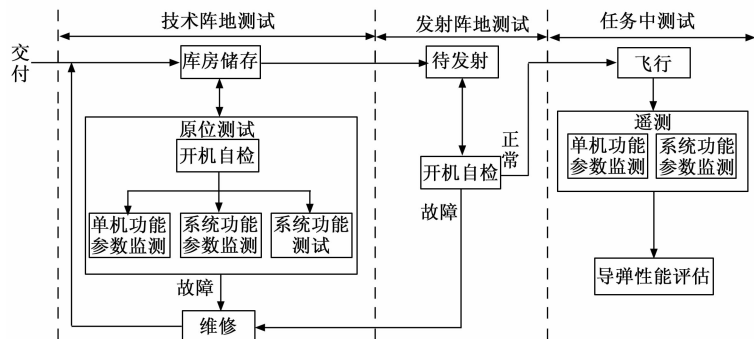 技术阵地测试
发射阵地测试
任务中测试
交付
库房储存
待发射
飞行
原位测试
开机自检
单机功能
参数监测
系统功能
参数监测
系统功能
测试
故障
维修
开机自检
正常
故障
遥测
单机功能
参数监测
系统功能
参数监测
导弹性能评估